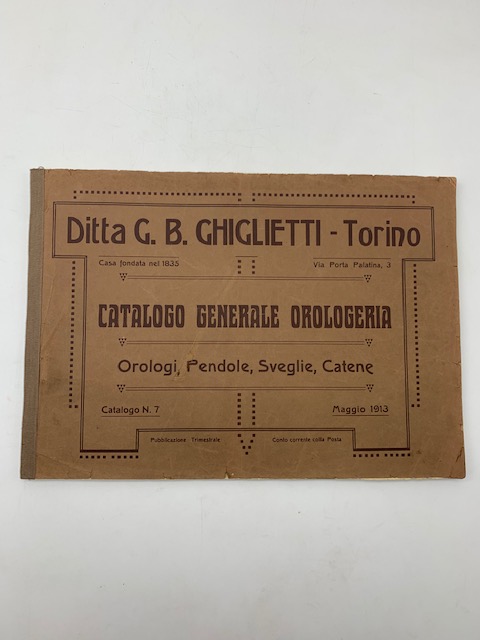 Ditta G. B. GHIGLIETTI - Torino
Casa fondata nel 1835 Via Porta Palatina, 3
CATALOGO GENERALE OROLOGERIA
Orologi, Pendole, Sveglie, Catene
Catalogo N. 7 Maggio 1913
Pubblicazione Trimestrale Conto corrente colla Posta